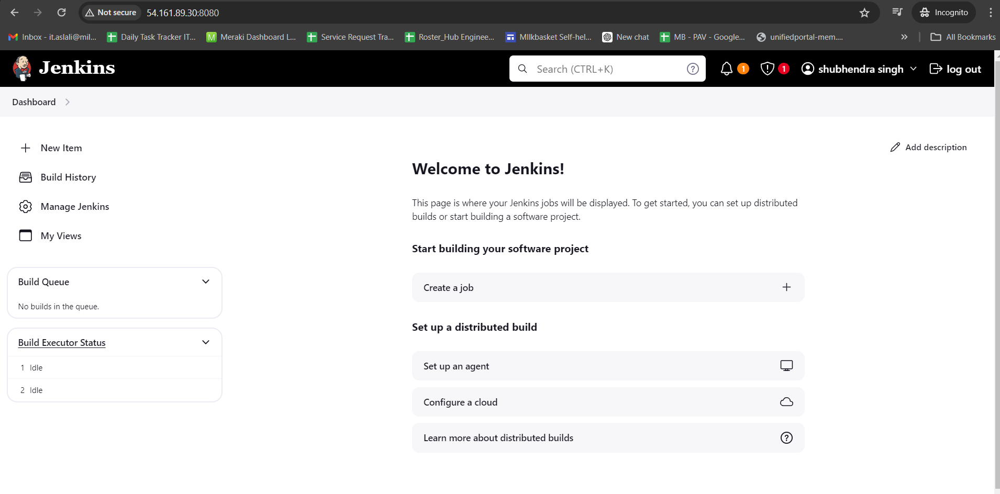 Not secure 54.161.89.30:8080 Incognito
Inbox - it.aslali@mil... Daily Task Tracker IT... M Meraki Dashboard L... Service Request Tra... Roster_Hub Enginee... MIlkbasket Self-hel... New chat MB - PAV - Google... unifiedportal-mem.... » All Bookmarks
Jenkins Search (CTRL+K) ? 1 1 shubhendra singh log out
Dashboard
New Item
Build History
Manage Jenkins
My Views
Build Queue
No builds in the queue.
Build Executor Status
1 Idle
2 Idle
Add description
Welcome to Jenkins!
This page is where your Jenkins jobs will be displayed. To get started, you can set up distributed
builds or start building a software project.
Start building your software project
Create a job
Set up a distributed build
Set up an agent
Configure a cloud
Learn more about distributed builds ?